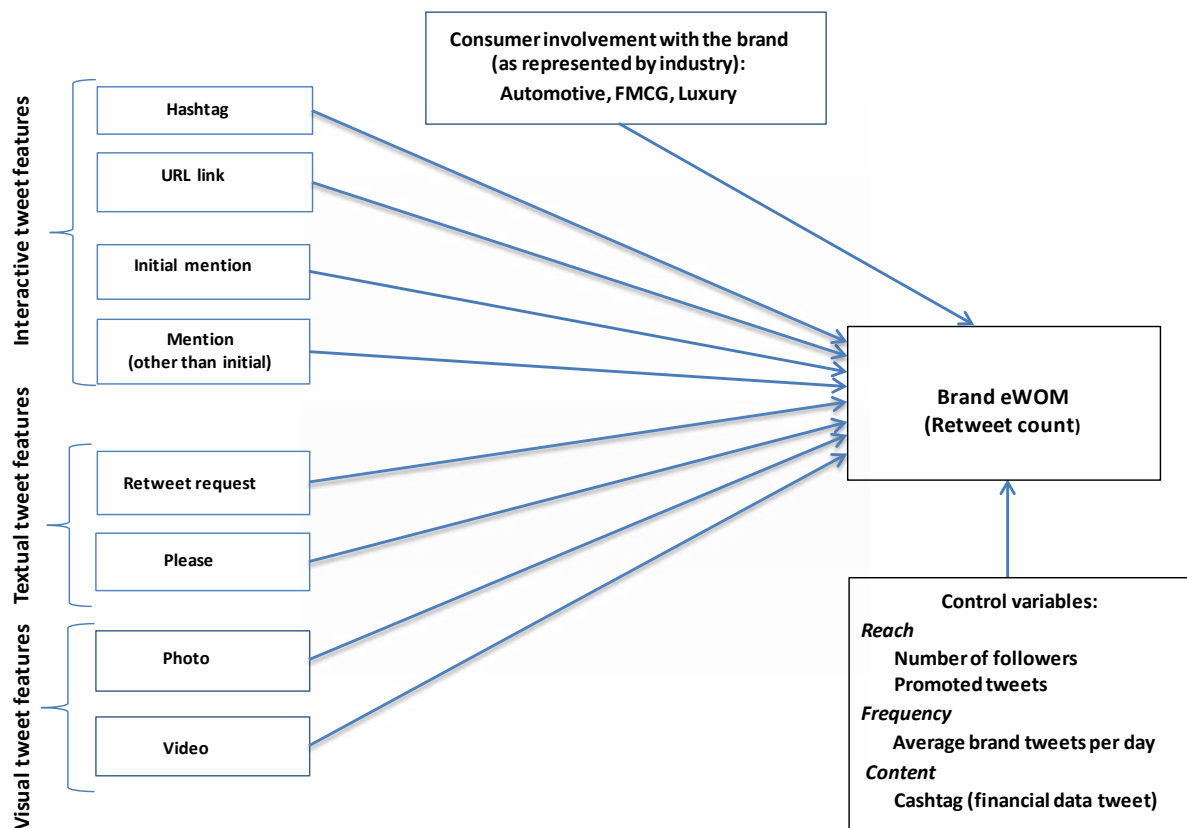 Consumer involvement with the brand
(as represented by industry):
Automotive, FMCG, Luxury
Interactive tweet features
Hashtag
URL link
Initial mention
Mention
(other than initial)
Textual tweet features
Retweet request
Please
Visual tweet features
Photo
Video
Brand eWOM
(Retweet count)
Control variables:
Reach
Number of followers
Promoted tweets
Frequency
Average brand tweets per day
Content
Cashtag (financial data tweet)